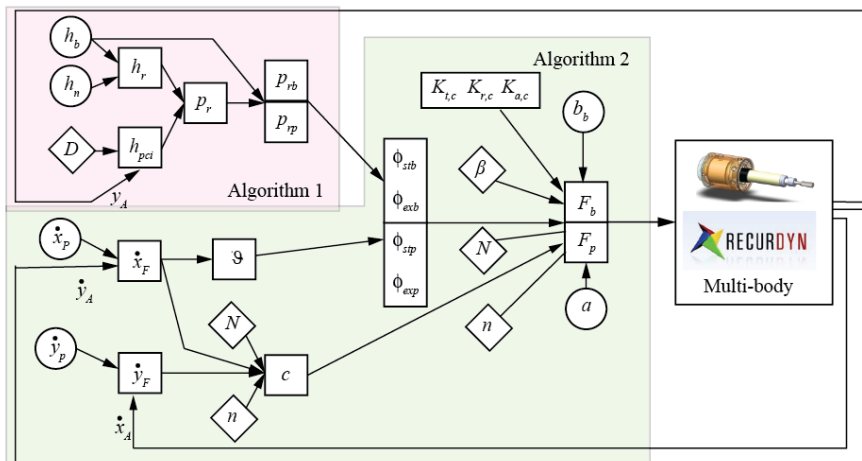 Algorithm 2
h_b
h_r
h_n
p_r
p_rb
p_rp
K_t,c K_r,c K_a,c
b_b
D
h_pci
y_A
Algorithm 1
ϕ_stb
ϕ_exb
ϕ_stp
ϕ_exp
β
F_b
F_p
N
n
a
RECURDYN
Multi-body
ẋ_P
ẋ_F
ϑ
ẏ_A
N
ẏ_p
ẏ_F
c
n
ẋ_A